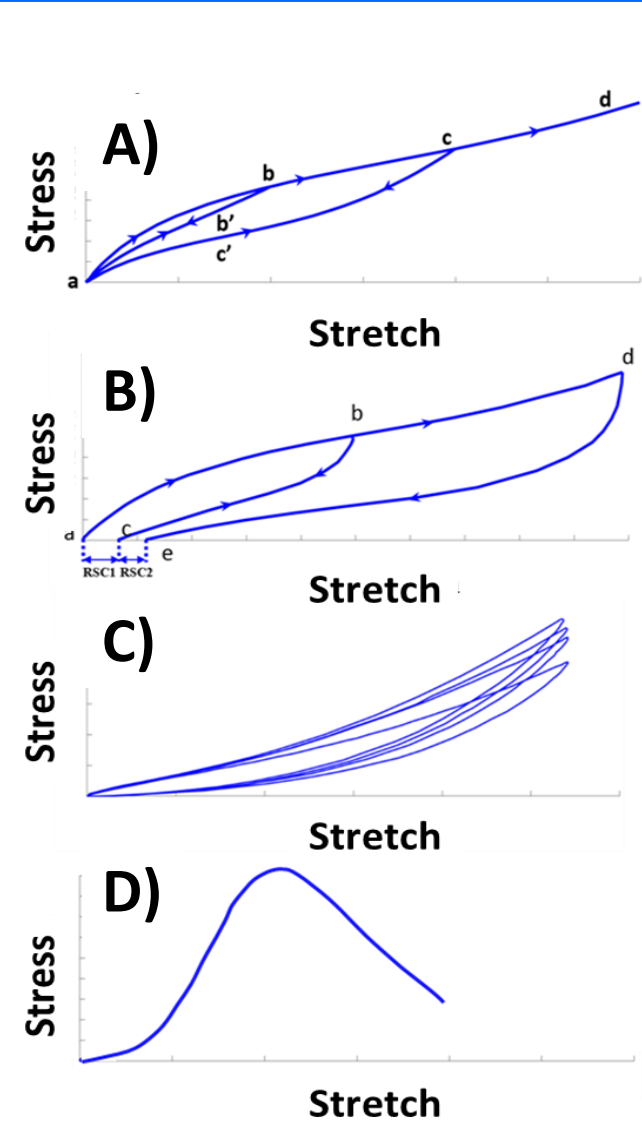 A)
Stress
a
b
b′
c
c′
d
Stretch
B)
Stress
a
b
c
d
e
RSC1 RSC2
Stretch
C)
Stress
Stretch
D)
Stress
Stretch